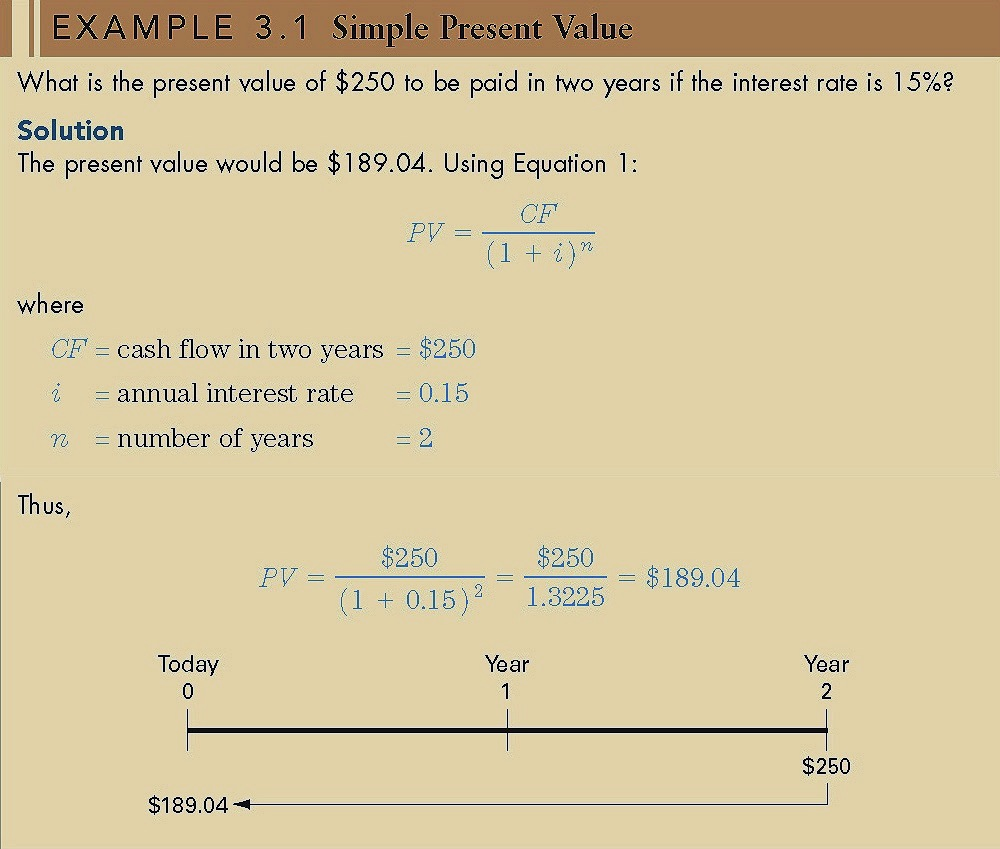 EXAMPLE 3.1 Simple Present Value
What is the present value of $250 to be paid in two years if the interest rate is 15%?
Solution
The present value would be $189.04. Using Equation 1:
PV = CF / (1 + i)^n
where
CF = cash flow in two years = $250
i = annual interest rate = 0.15
n = number of years = 2
Thus,
PV = $250 / (1 + 0.15)^2 = $250 / 1.3225 = $189.04
Today Year Year
0 1 2
$250
$189.04